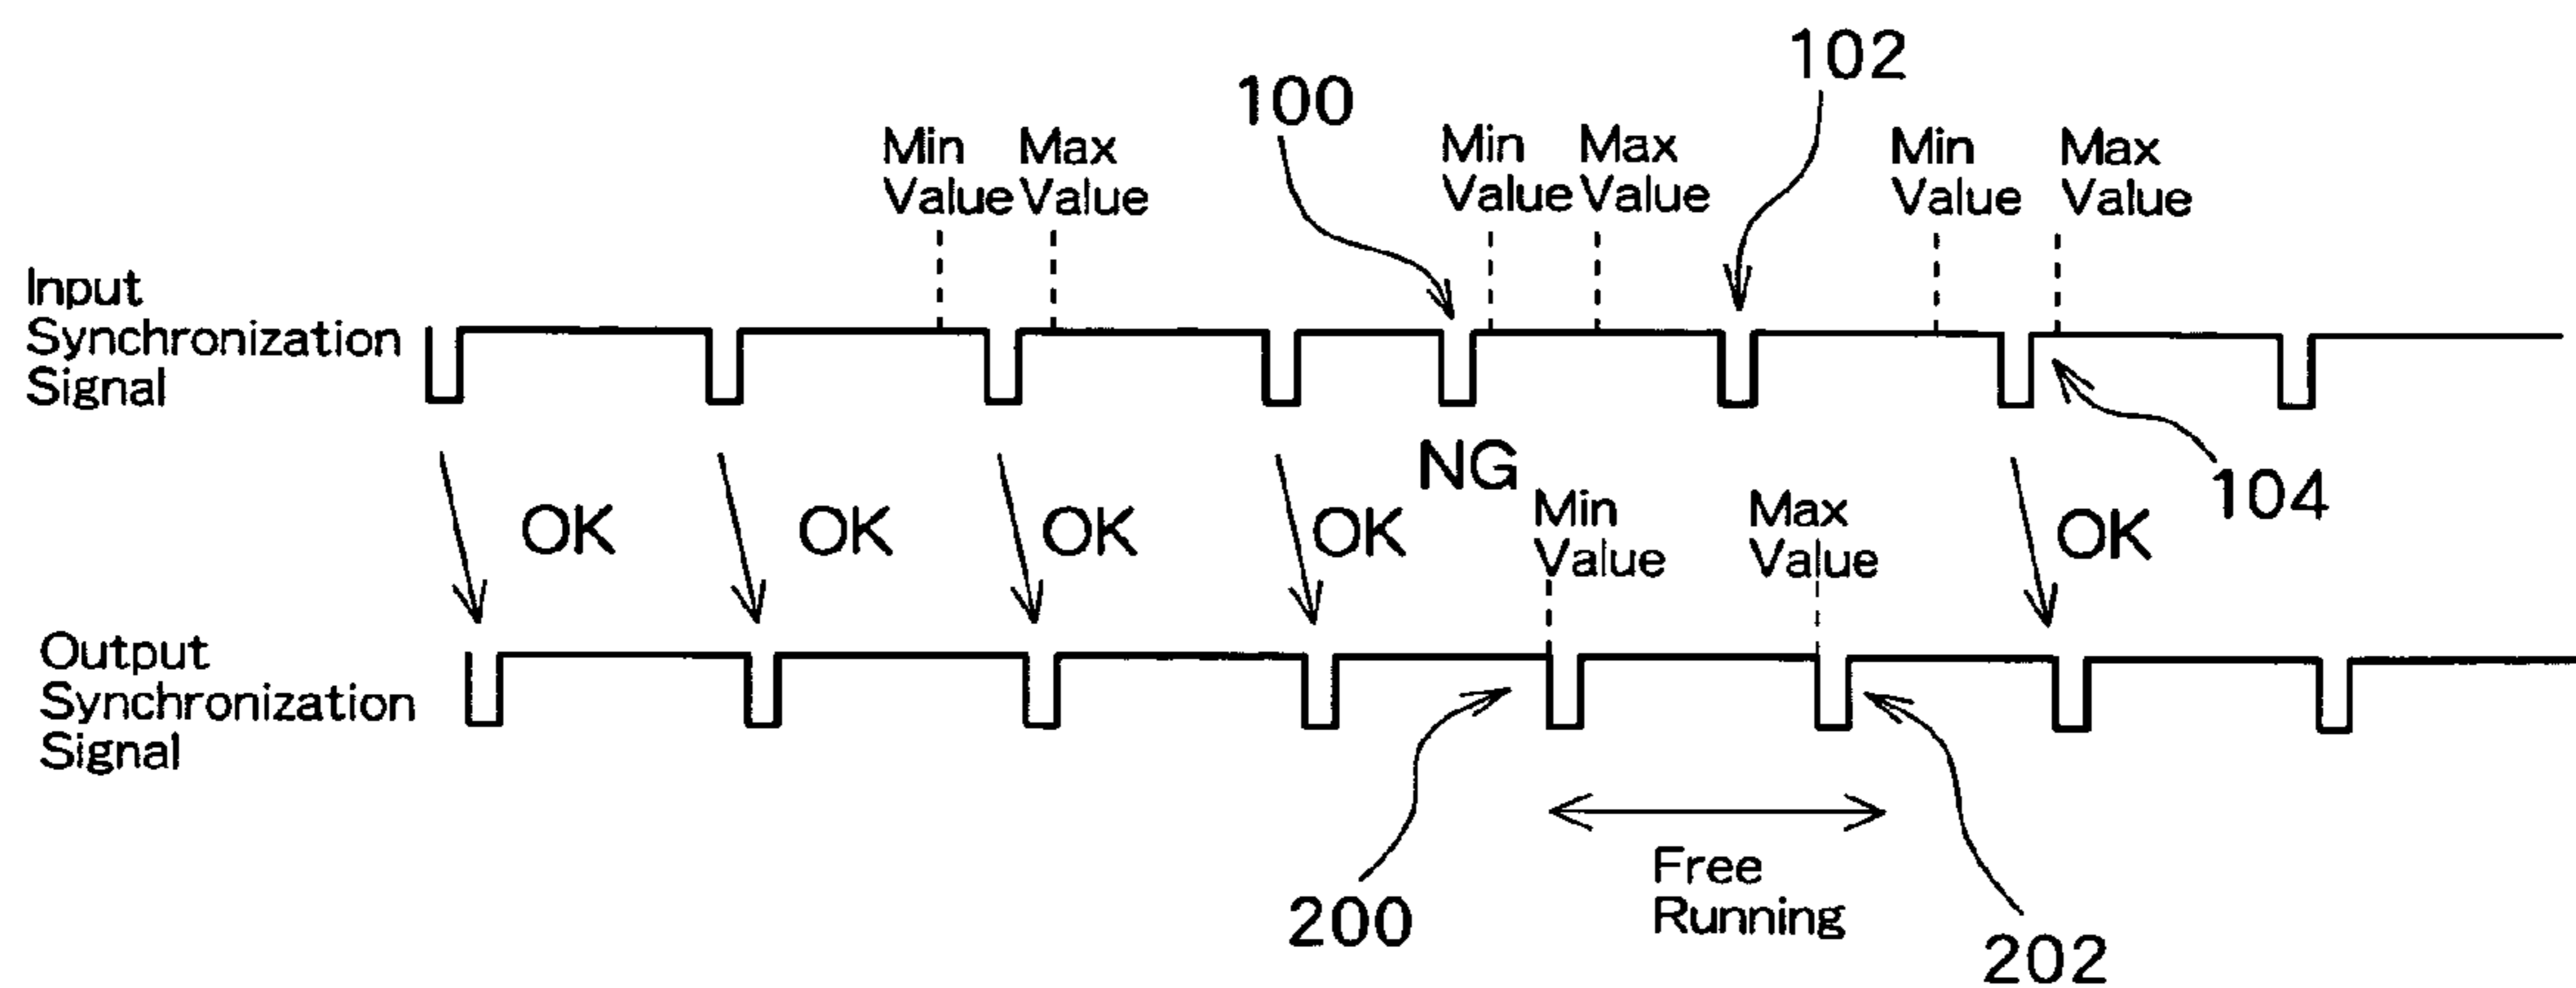 102
100
Min Max Min Max Min Max
Value Value Value Value Value Value
Input
Synchronization
Signal
NG
104
OK OK OK OK Min Max OK
Value Value
Output
Synchronization
Signal
Free
Running
200
202